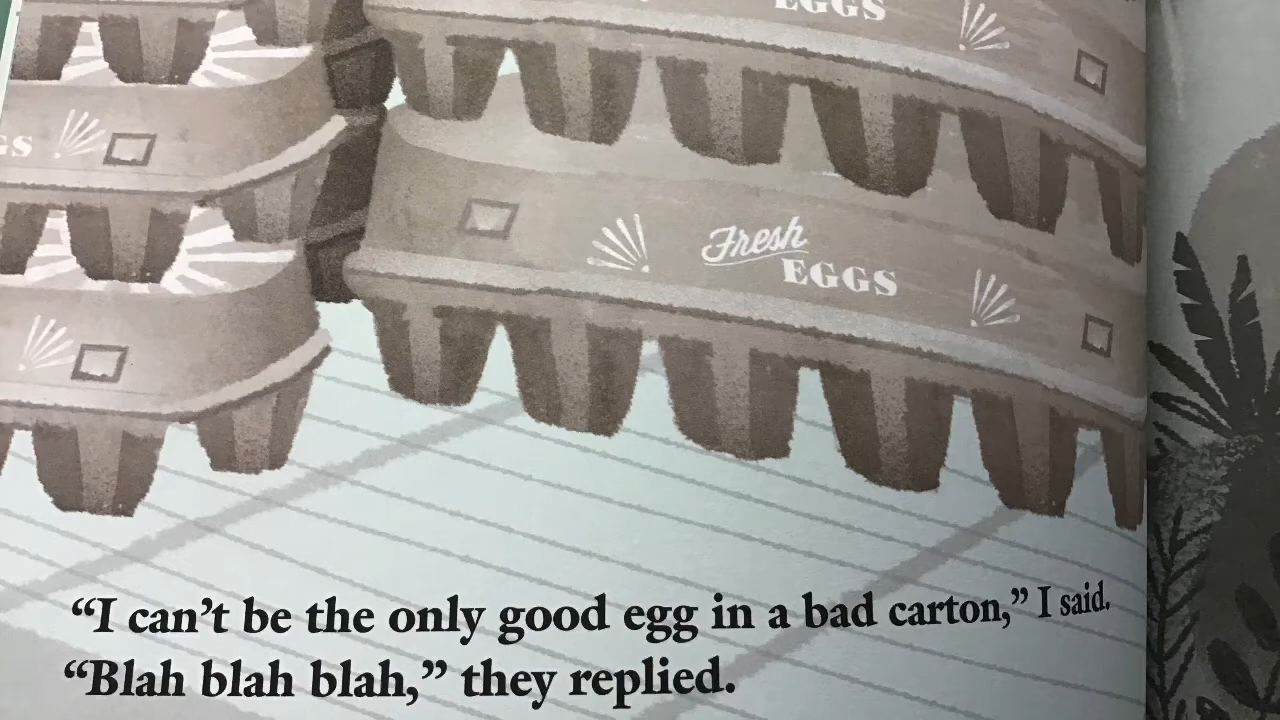 EGGS
GS
Fresh
EGGS
“I can’t be the only good egg in a bad carton,” I said.
“Blah blah blah,” they replied.